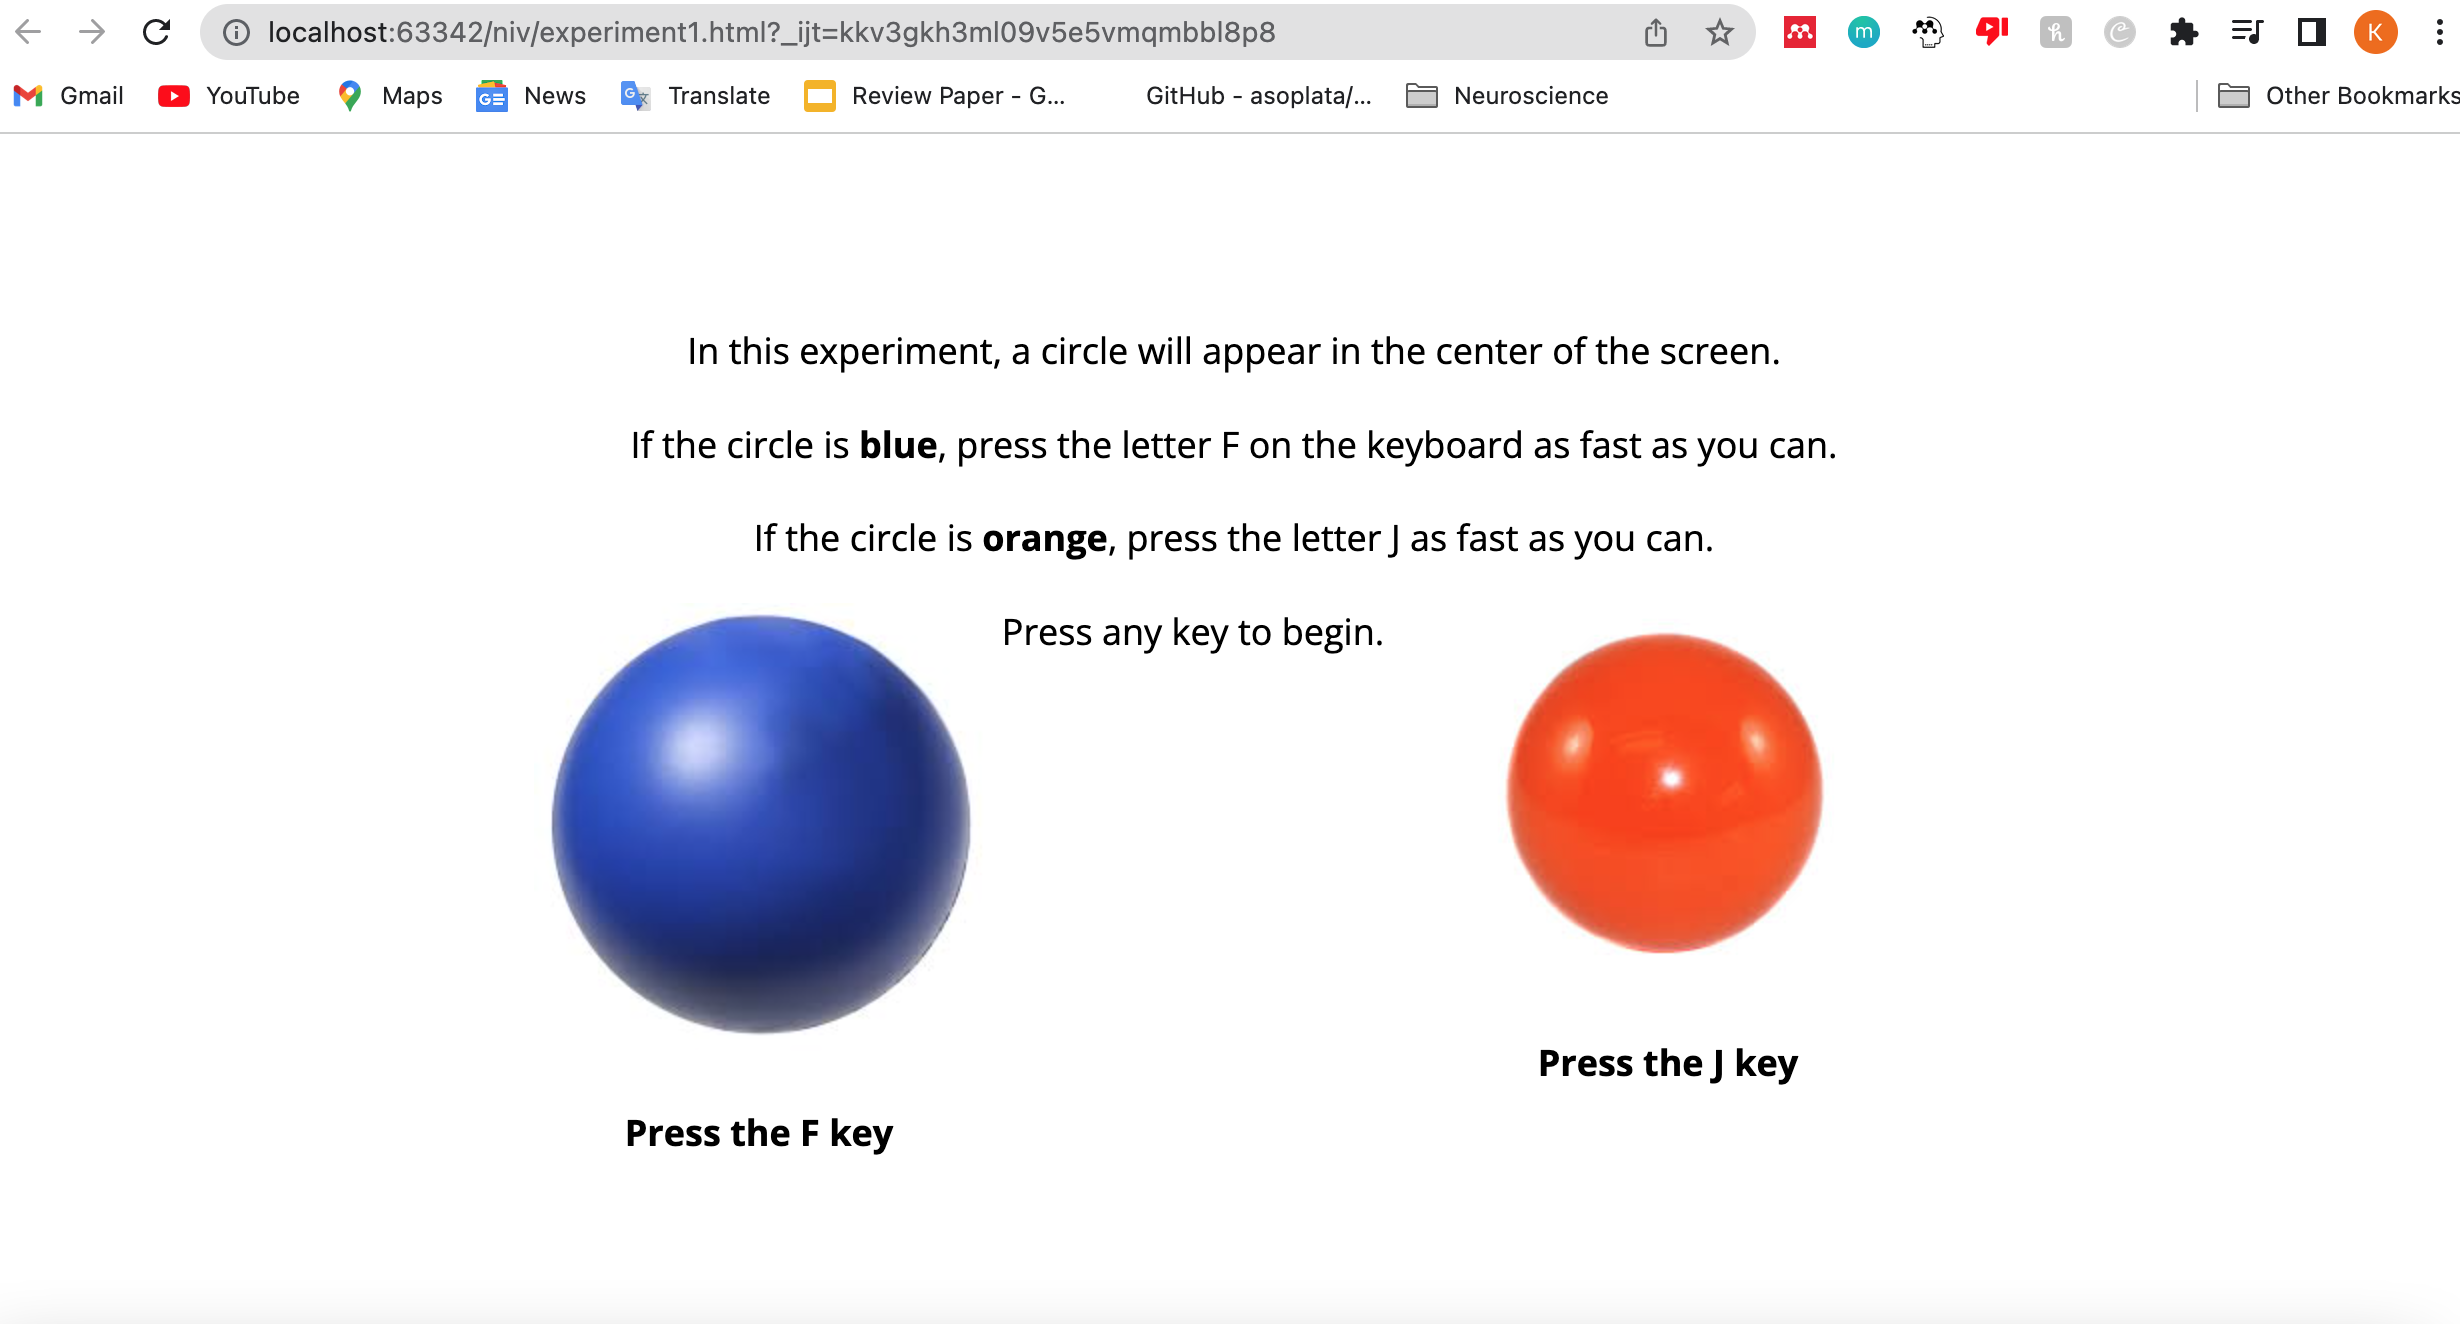 localhost:63342/niv/experiment1.html?_ijt=kkv3gkh3ml09v5e5vmqmbbl8p8 m h K
Gmail YouTube Maps GE News G Translate Review Paper - G... GitHub - asoplata/... Neuroscience Other Bookmarks
In this experiment, a circle will appear in the center of the screen.
If the circle is blue, press the letter F on the keyboard as fast as you can.
If the circle is orange, press the letter J as fast as you can.
Press any key to begin.
Press the J key
Press the F key